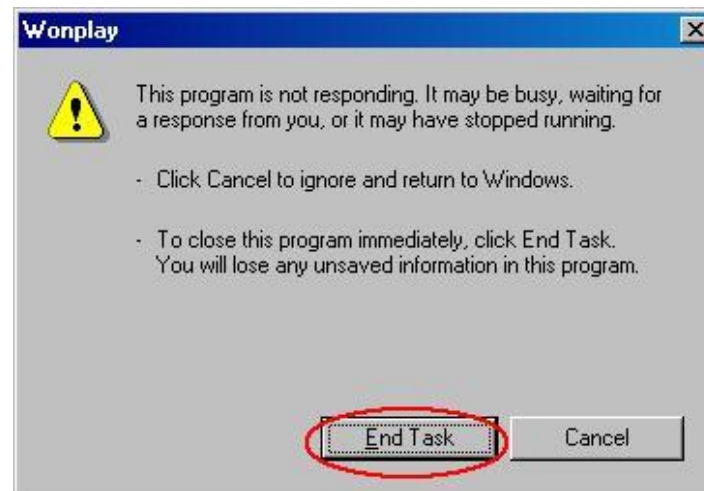 Wonplay
This program is not responding. It may be busy, waiting for
a response from you, or it may have stopped running.
- Click Cancel to ignore and return to Windows.
- To close this program immediately, click End Task.
You will lose any unsaved information in this program.
End Task
Cancel